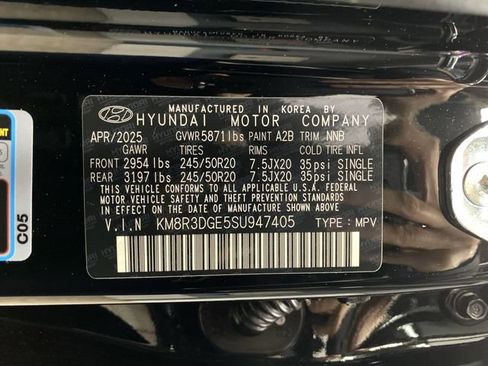 MANUFACTURED IN KOREA BY
HYUNDAI MOTOR COMPANY
APR/2025 GVWR5871lbs PAINT A2B TRIM NNB
GAWR TIRES RIMS COLD TIRE INFL
FRONT 2954 lbs 245/50R20 7.5JX20 35psi SINGLE
REAR 3197 lbs 245/50R20 7.5JX20 35psi SINGLE
THIS VEHICLE CONFORMS TO ALL APPLICABLE U.S.A. FEDERAL
MOTOR VEHICLE SAFETY, BUMPER, AND THEFT PREVENTION
STANDARDS IN EFFECT ON THE DATE OF MANUFACTURE SHOWN ABOVE.
V.I.N KM8R3DGE5SU947405 TYPE : MPV
C05